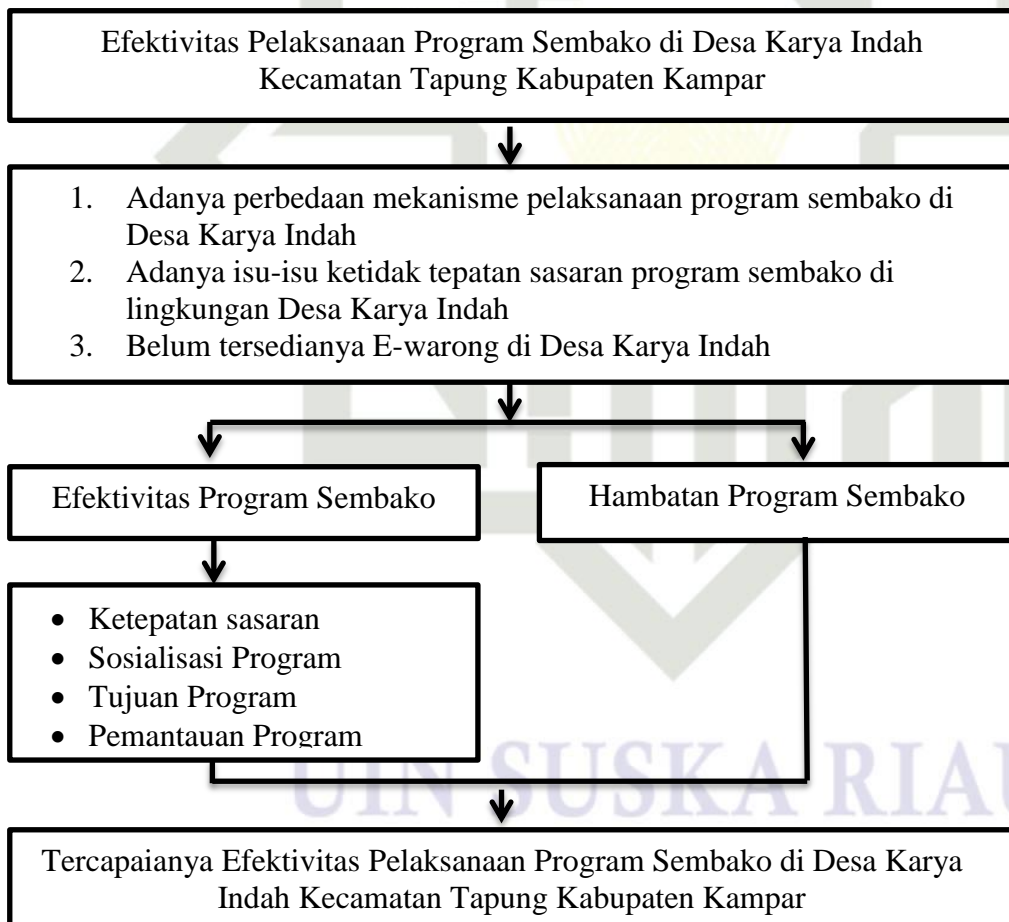 Efektivitas Pelaksanaan Program Sembako di Desa Karya Indah
Kecamatan Tapung Kabupaten Kampar
1. Adanya perbedaan mekanisme pelaksanaan program sembako di
Desa Karya Indah
2. Adanya isu-isu ketidak tepatan sasaran program sembako di
lingkungan Desa Karya Indah
3. Belum tersedianya E-warong di Desa Karya Indah
Efektivitas Program Sembako
Hambatan Program Sembako
• Ketepatan sasaran
• Sosialisasi Program
• Tujuan Program
• Pemantauan Program
UIN SUSKA RIAU
Tercapaianya Efektivitas Pelaksanaan Program Sembako di Desa Karya
Indah Kecamatan Tapung Kabupaten Kampar